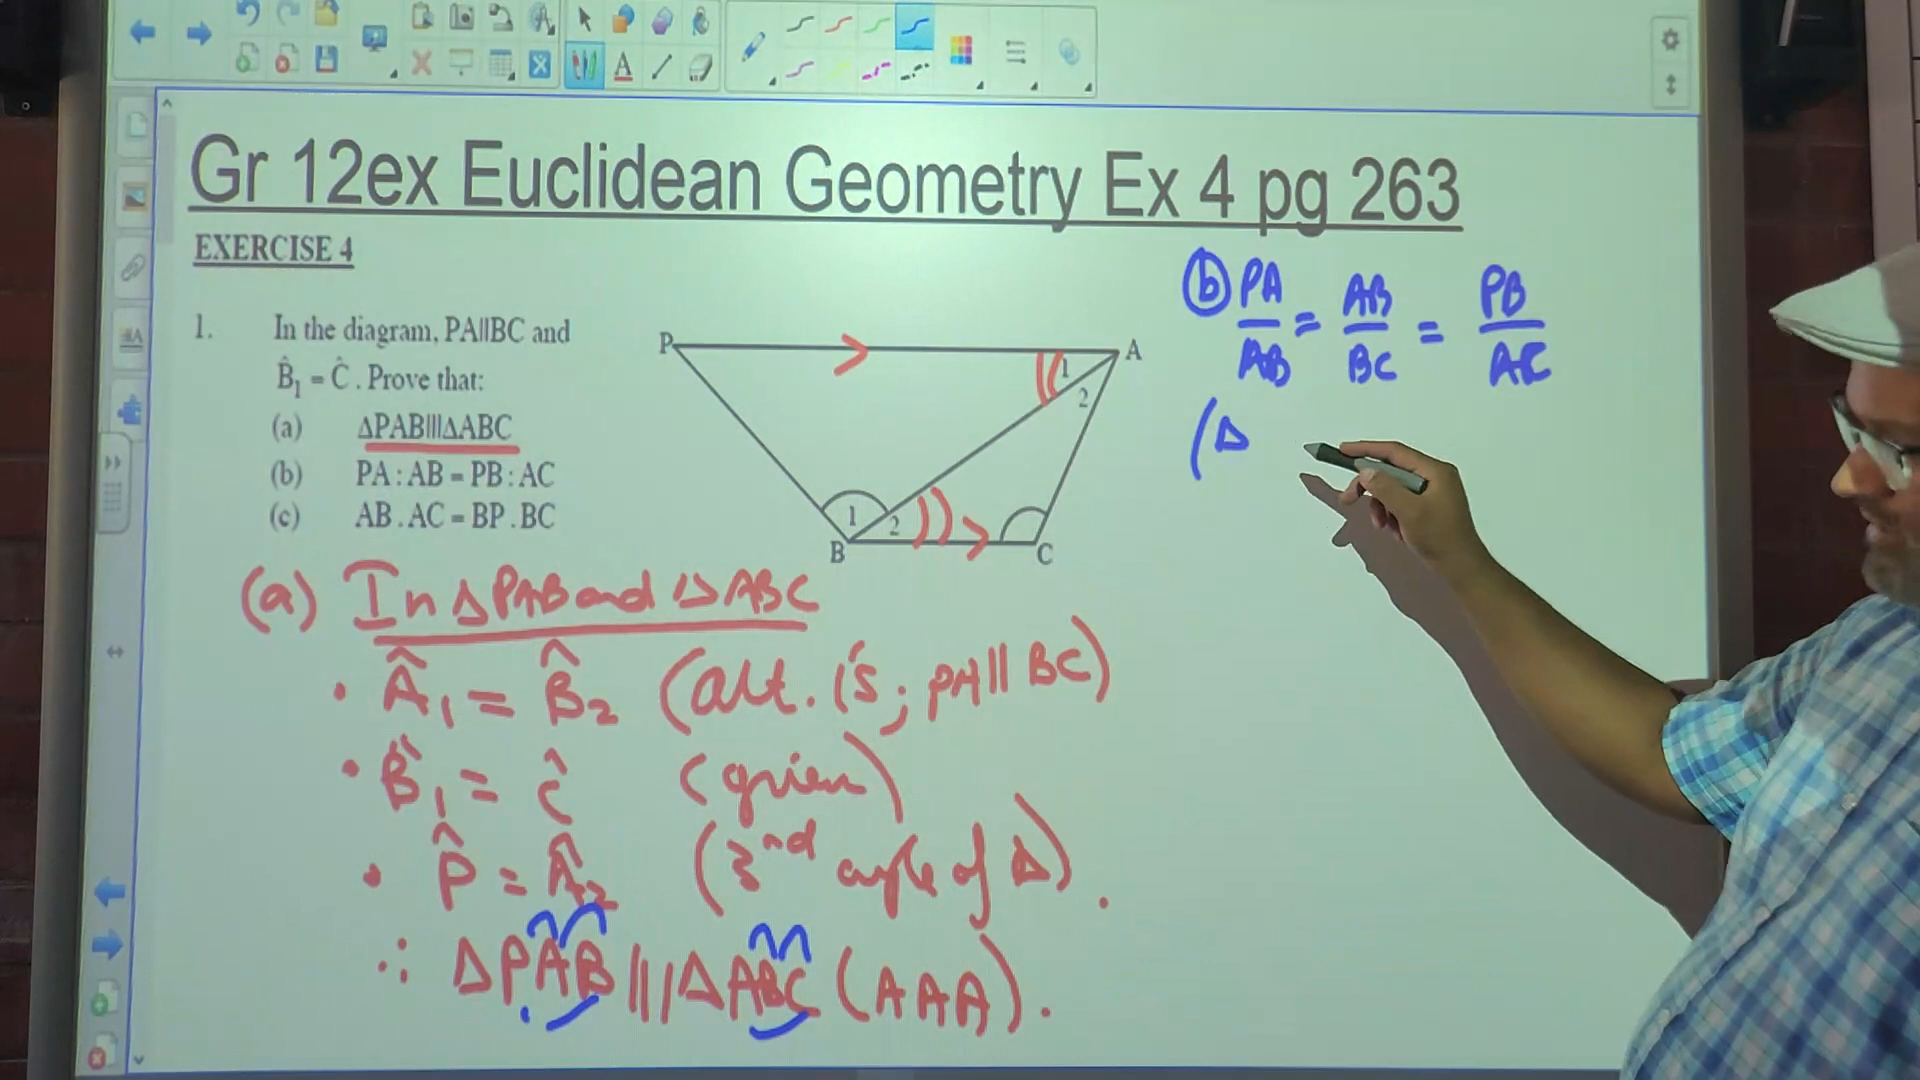 Gr 12ex Euclidean Geometry Ex 4 pg 263
EXERCISE 4
1. In the diagram, PA||BC and
B̂₁ = Ĉ. Prove that:
(a) ΔPAB|||ΔABC
(b) PA : AB = PB : AC
(c) AB . AC = BP . BC
P A 1 2
B 1 2 C
(a) In ΔPAB and ΔABC
• Â₁ = B̂₂ (alt. ∠'s; PA || BC)
• B̂₁ = Ĉ (given)
• P̂ = Â₂ (3rd angle of Δ).
∴ ΔPAB ||| ΔABC (AAA).
(b) PA/AB = AB/BC = PB/AC
(Δ